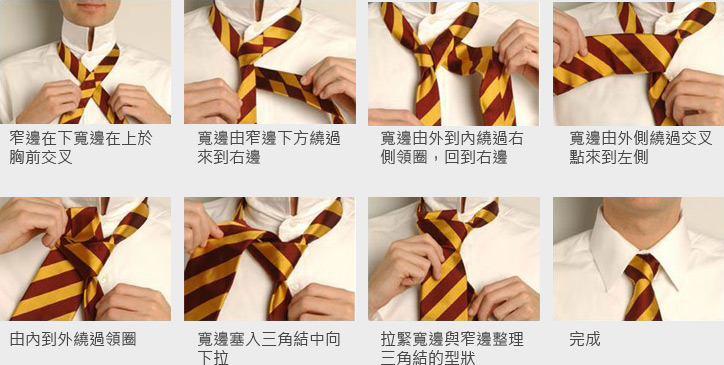 窄邊在下寬邊在上於
胸前交叉
寬邊由窄邊下方繞過
來到右邊
寬邊由外到內繞過右
側領圈，回到右邊
寬邊由外側繞過交叉
點來到左側
由內到外繞過領圈
寬邊塞入三角結中向
下拉
拉緊寬邊與窄邊整理
三角結的型狀
完成